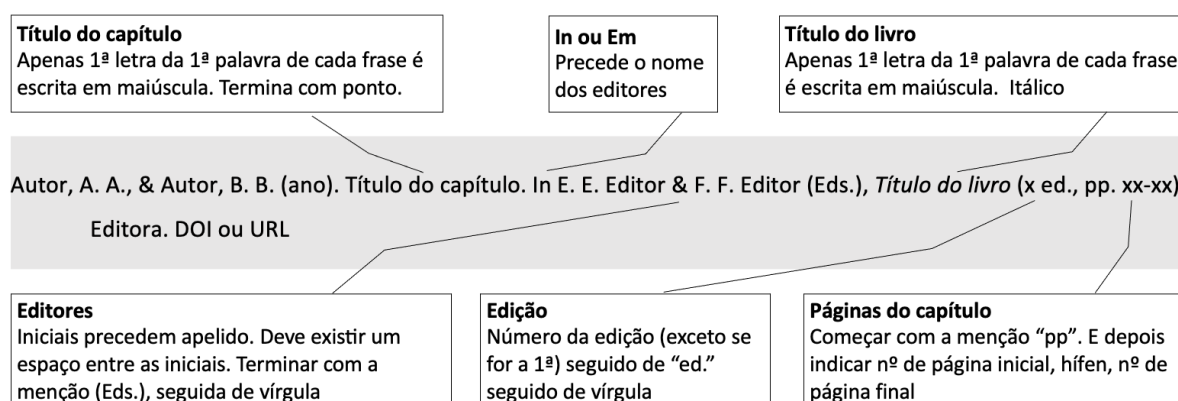 Título do capítulo
Apenas 1ª letra da 1ª palavra de cada frase é
escrita em maiúscula. Termina com ponto.
In ou Em
Precede o nome
dos editores
Título do livro
Apenas 1ª letra da 1ª palavra de cada frase
é escrita em maiúscula. Itálico
Autor, A. A., & Autor, B. B. (ano). Título do capítulo. In E. E. Editor & F. F. Editor (Eds.), Título do livro (x ed., pp. xx-xx)
Editora. DOI ou URL
Editores
Iniciais precedem apelido. Deve existir um
espaço entre as iniciais. Terminar com a
menção (Eds.), seguida de vírgula
Edição
Número da edição (exceto se
for a 1ª) seguido de “ed.”
seguido de vírgula
Páginas do capítulo
Começar com a menção “pp”. E depois
indicar nº de página inicial, hífen, nº de
página final